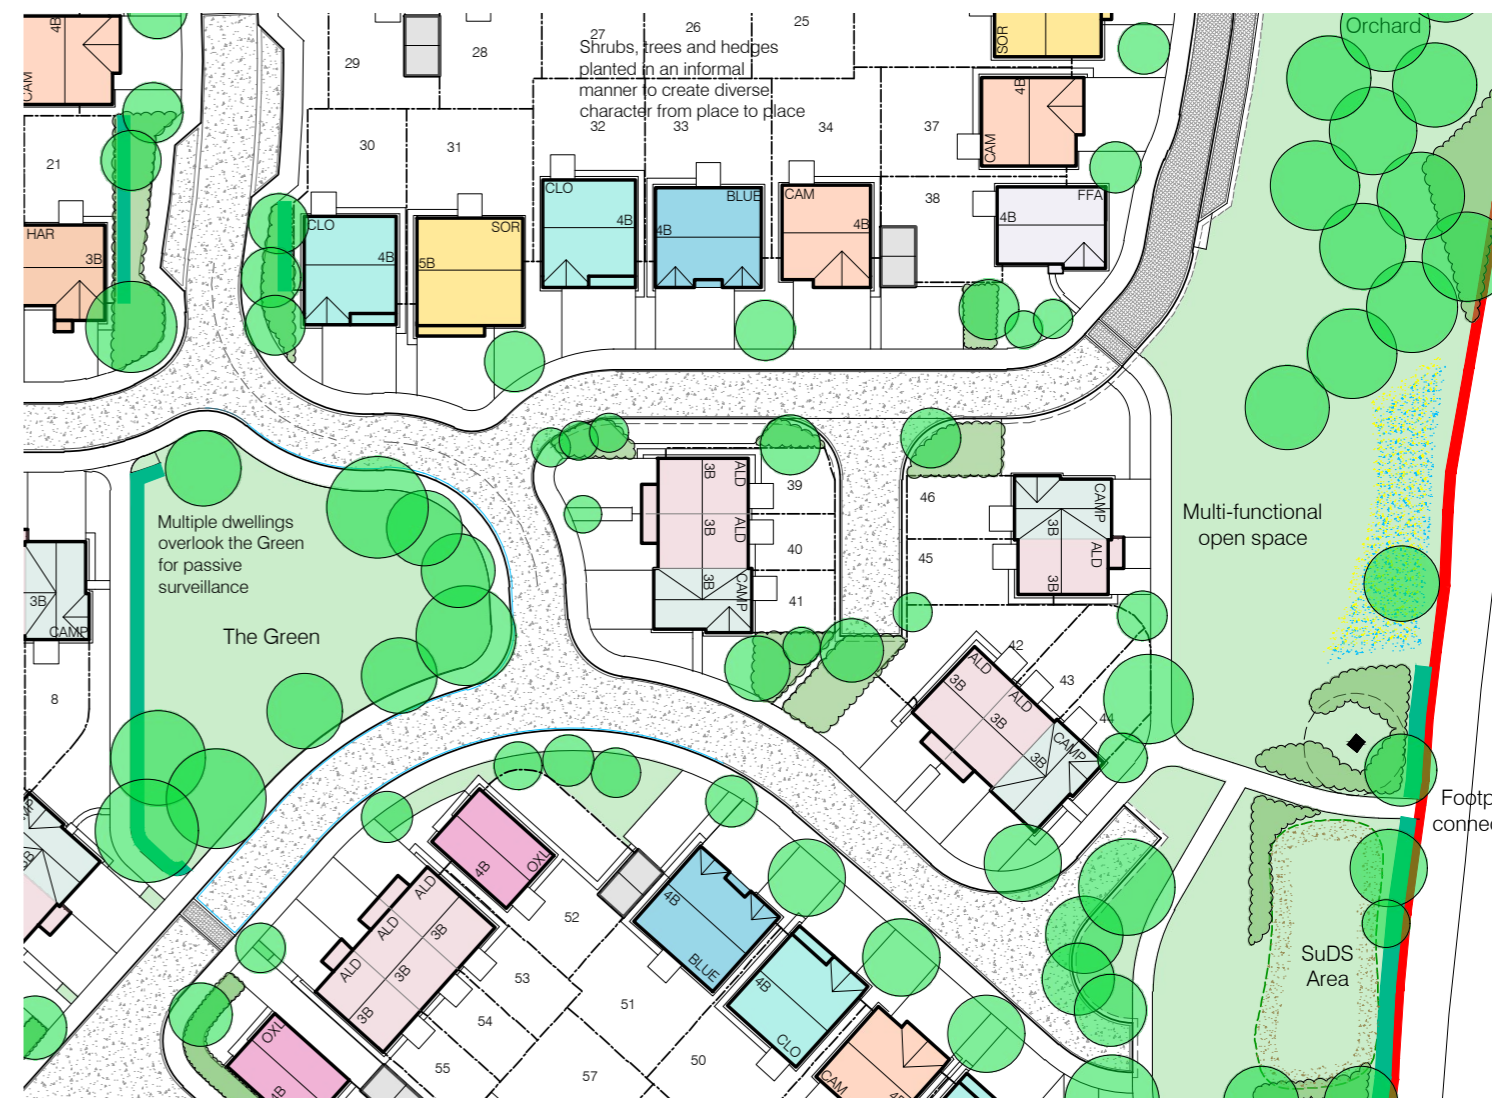 4B
CAM
29
28
27
26
25
SOR
Orchard
Shrubs, trees and hedges
planted in an informal
manner to create diverse
character from place to place
21
30
31
32
33
34
37
4B
CAM
38
HAR
3B
CLO
4B
SOR
5B
CLO
4B
BLUE
4B
CAM
4B
FFA
4B
Multiple dwellings
overlook the Green
for passive
surveillance
The Green
3B
CAMP
8
3B
ALD
39
3B
ALD
40
3B
CAMP
41
46
45
CAMP
3B
ALD
3B
Multi-functional
open space
42
43
44
ALD
3B
ALD
3B
CAMP
3B
OXL
4B
ALD
3B
ALD
3B
ALD
3B
52
53
54
55
51
50
57
4B
BLUE
4B
CLO
CAM
4B
OXL
4B
SuDS
Area